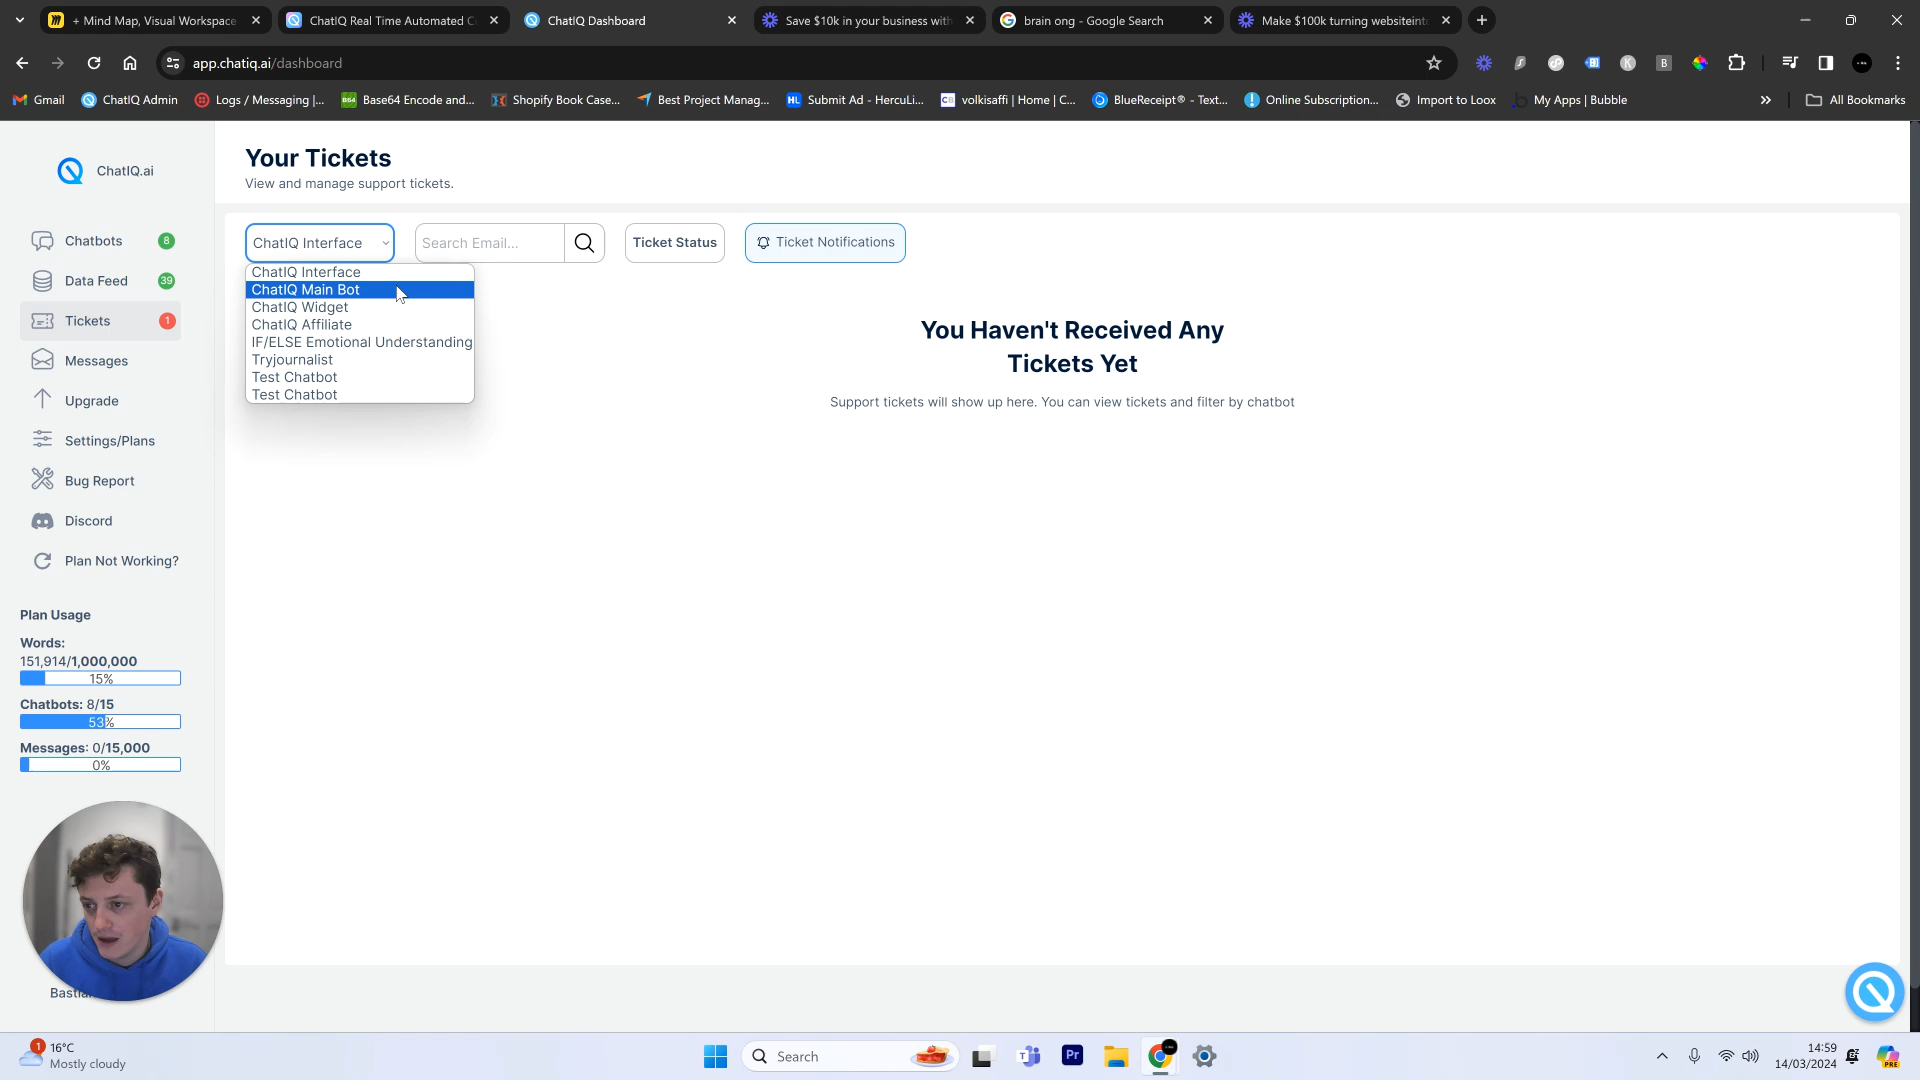 + Mind Map, Visual Workspace
ChatIQ Real Time Automated C
ChatIQ Dashboard
Save $10k in your business with
brain ong - Google Search
Make $100k turning websiteint
app.chatiq.ai/dashboard
Gmail
ChatIQ Admin
Logs / Messaging |...
B64
Base64 Encode and...
Shopify Book Case...
Best Project Manag...
HL
Submit Ad - HercuLi...
CB
volkisaffi | Home | C...
BlueReceipt® - Text...
Online Subscription...
Import to Loox
My Apps | Bubble
All Bookmarks
ChatIQ.ai
Chatbots
8
Data Feed
39
Tickets
1
Messages
Upgrade
Settings/Plans
Bug Report
Discord
Plan Not Working?
Plan Usage
Words:
151,914/1,000,000
15%
Chatbots: 8/15
53%
Messages: 0/15,000
0%
Your Tickets
View and manage support tickets.
ChatIQ Interface
Search Email...
Ticket Status
Ticket Notifications
ChatIQ Interface
ChatIQ Main Bot
ChatIQ Widget
ChatIQ Affiliate
IF/ELSE Emotional Understanding
Tryjournalist
Test Chatbot
Test Chatbot
You Haven't Received Any
Tickets Yet
Support tickets will show up here. You can view tickets and filter by chatbot
1
16°C
Mostly cloudy
Search
Pr
14:59
14/03/2024
PRE